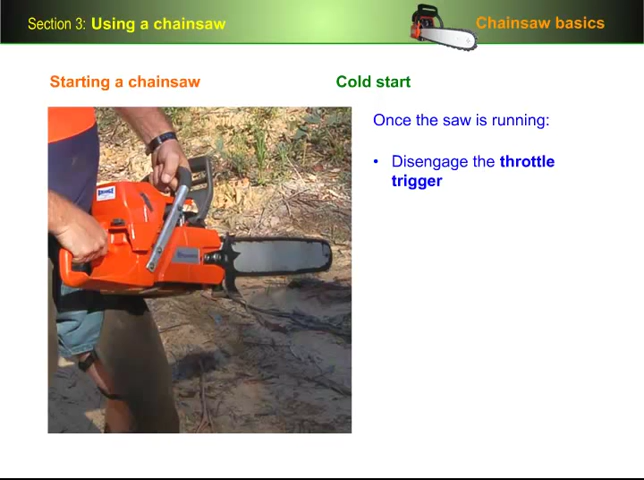 Section 3: Using a chainsaw
Chainsaw basics
Starting a chainsaw
Cold start
Once the saw is running:
• Disengage the throttle
trigger